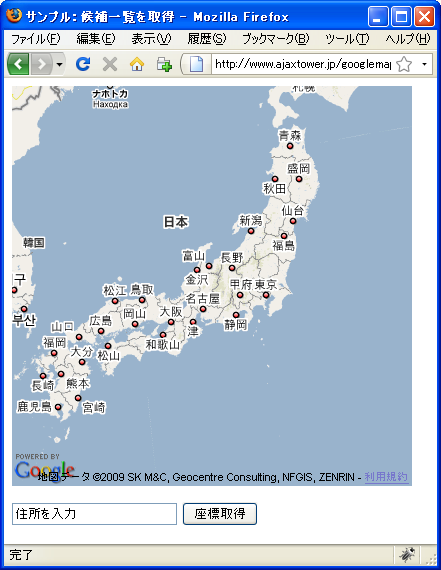 サンプル: 候補一覧を取得 - Mozilla Firefox
ファイル(F) 編集(E) 表示(V) 履歴(S) ブックマーク(B) ツール(T) ヘルプ(H)
http://www.ajaxtower.jp/googlemap
ナホトカ
Находка
札幌
青森
盛岡
秋田
仙台
日本
新潟
韓国
福島
富山
長野
金沢
구
松江
鳥取
甲府
東京
名古屋
부산
山口
広島
岡山
大阪
津
静岡
福岡
大分
松山
和歌山
長崎
熊本
鹿児島
宮崎
POWERED BY
Google
地図データ ©2009 SK M&C, Geocentre Consulting, NFGIS, ZENRIN - 利用規約
住所を入力
座標取得
完了